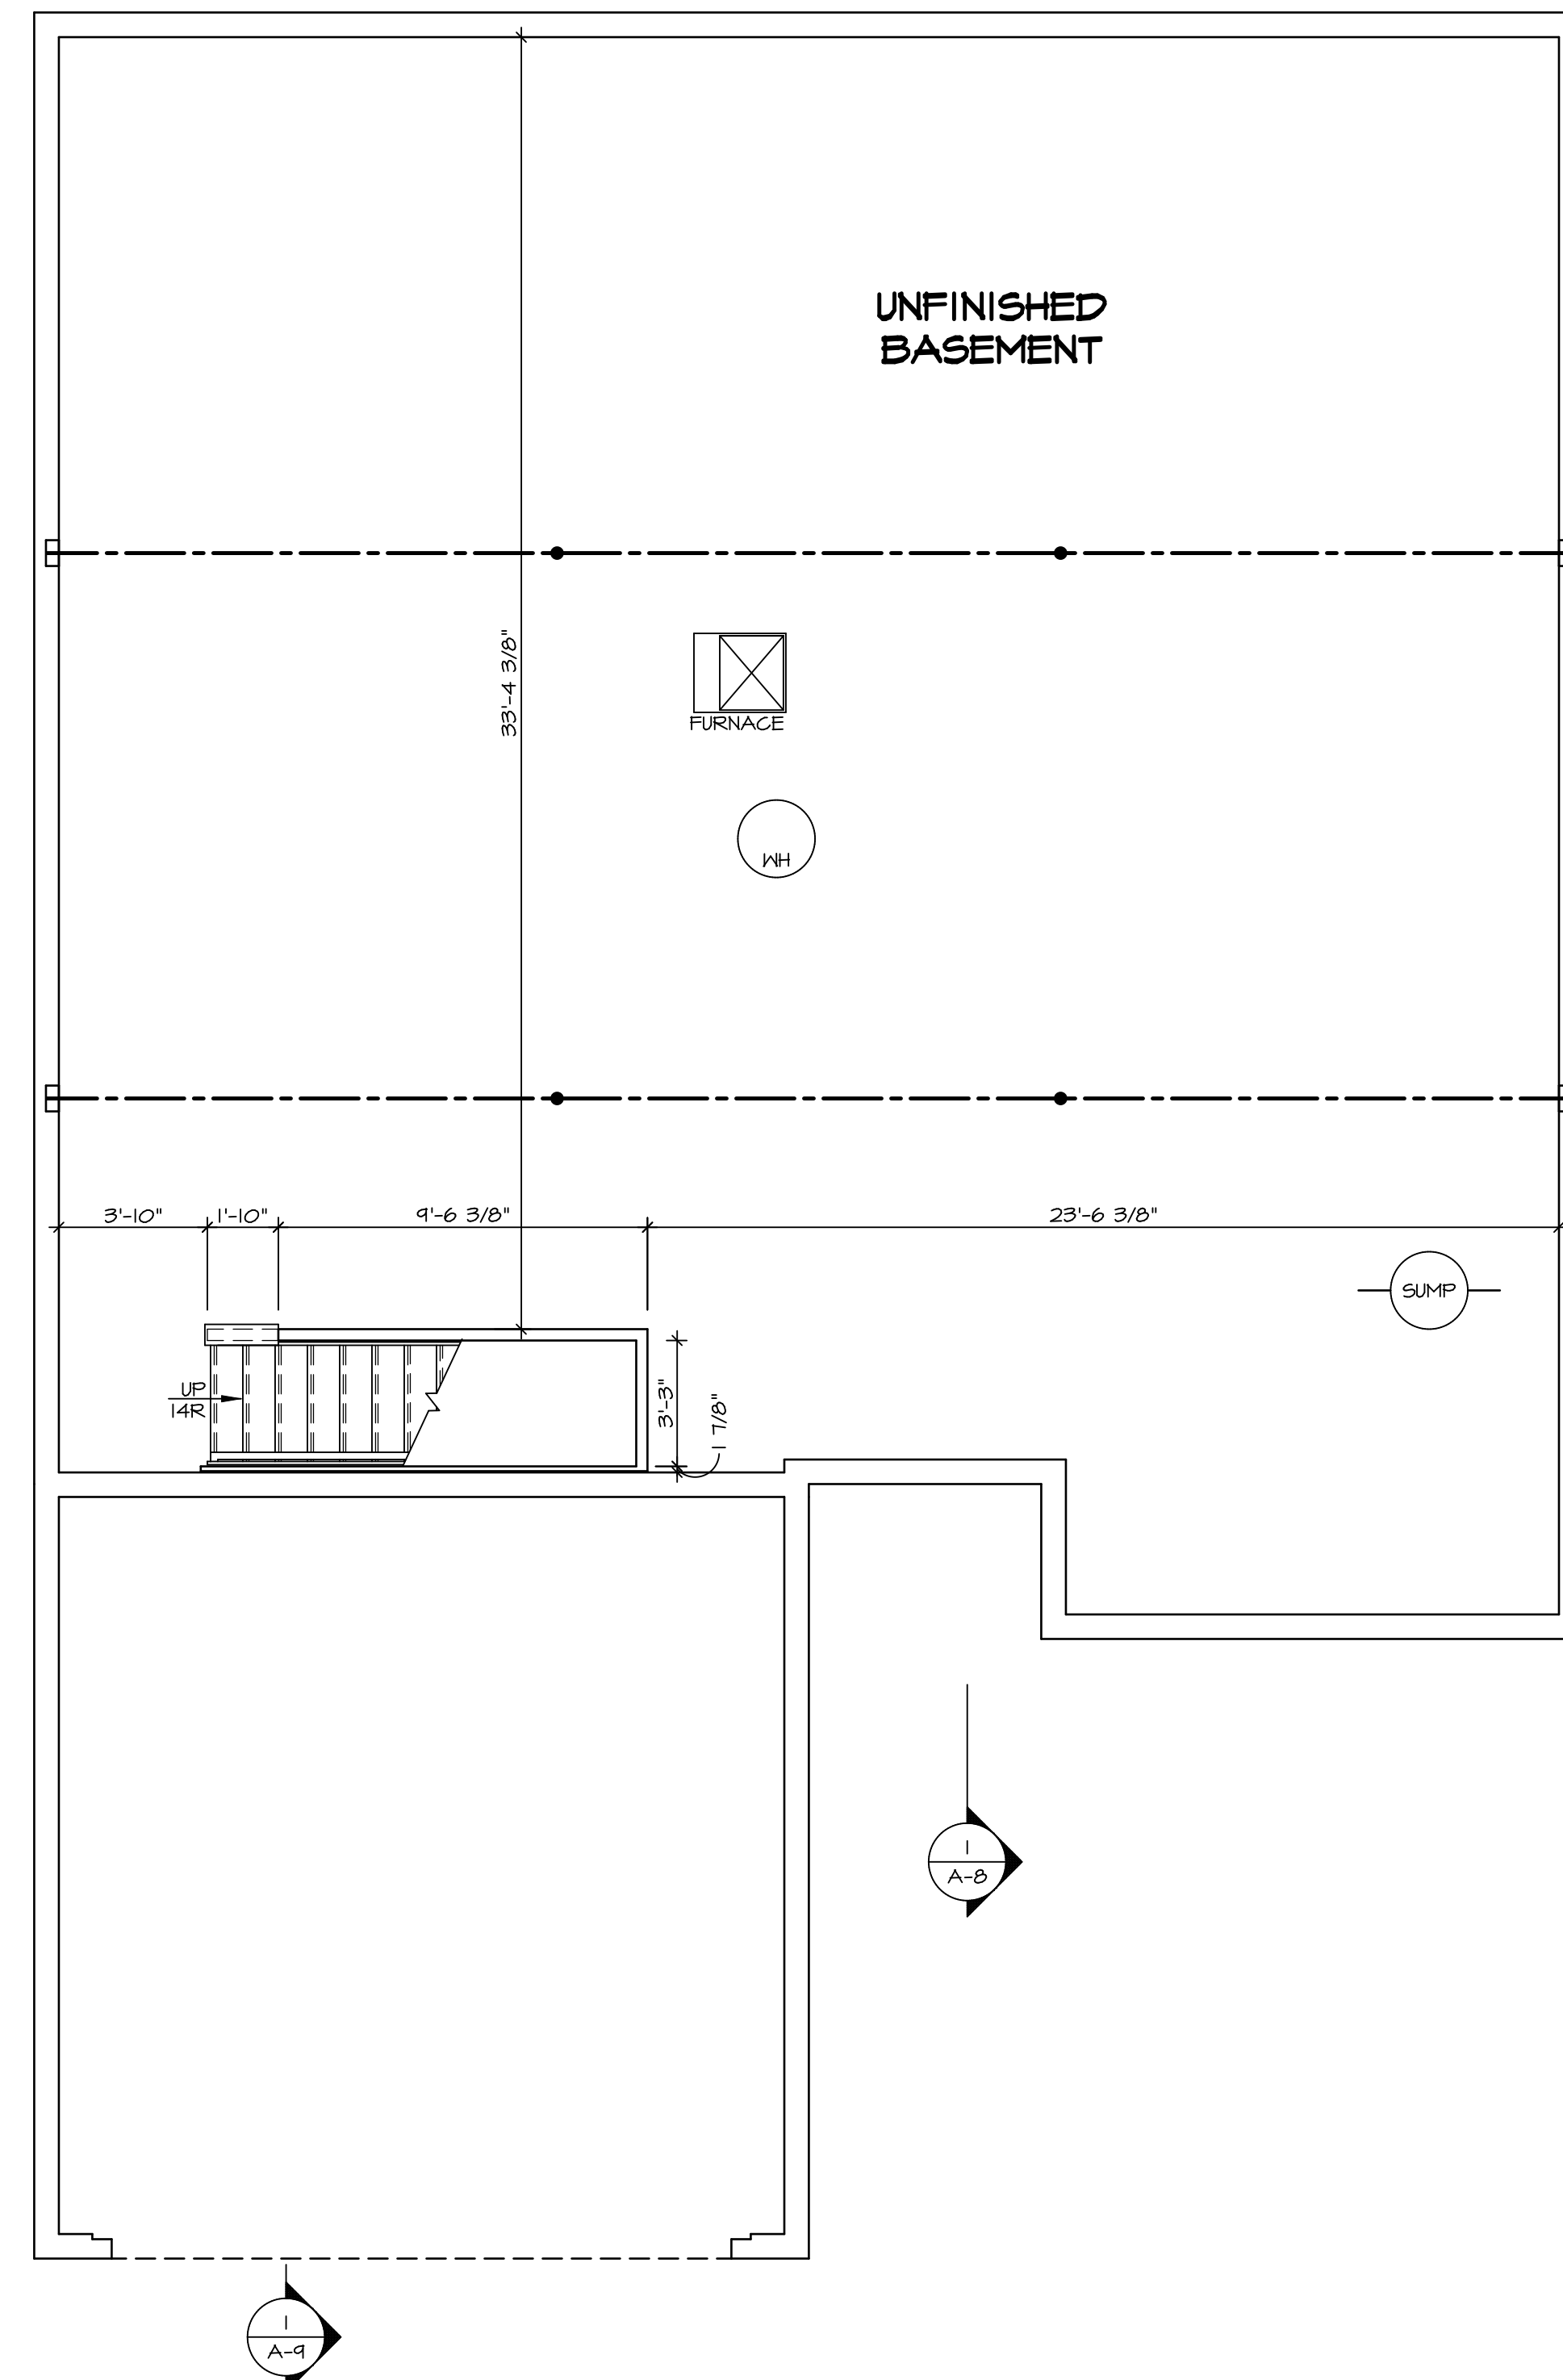 UNFINISHED
BASEMENT
33'-4 3/8"
FURNACE
WH
3'-10"
1'-10"
9'-6 3/8"
23'-6 3/8"
SUMP
UP
14R
3'-3"
1 7/8"
1
A-8
1
A-9